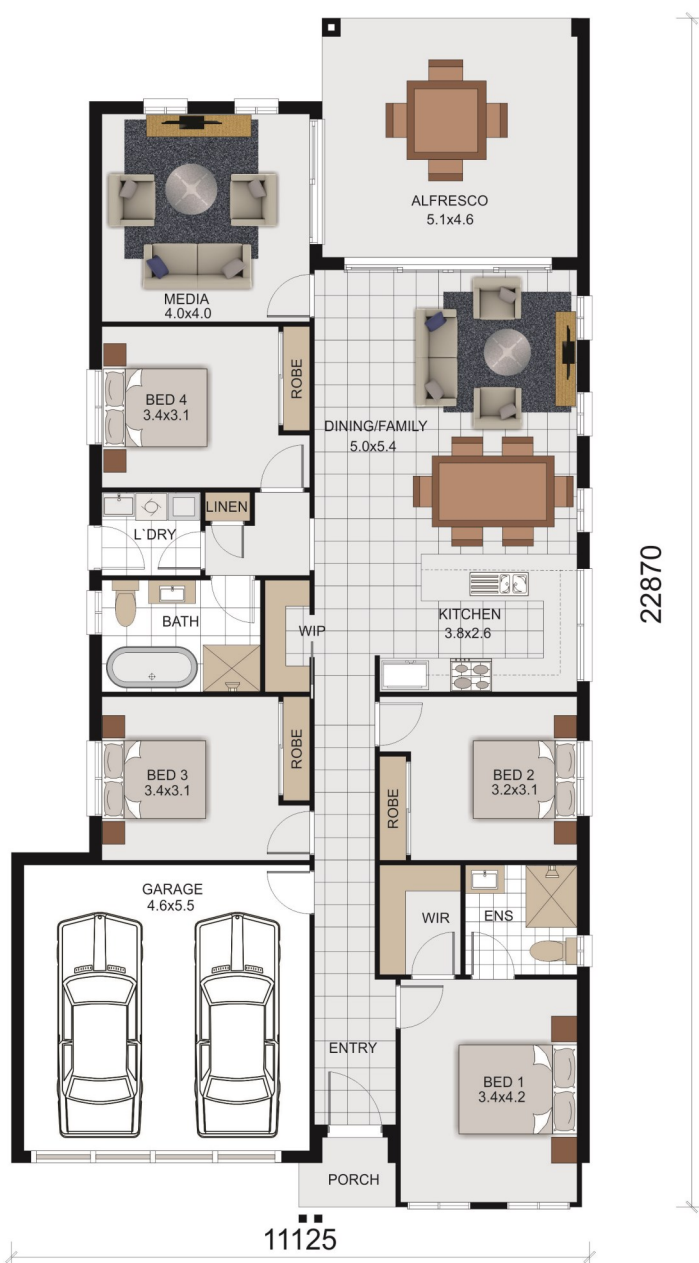 ALFRESCO
5.1x4.6
MEDIA
4.0x4.0
BED 4
3.4x3.1
ROBE
DINING/FAMILY
5.0x5.4
LINEN
L`DRY
22870
BATH
WIP
KITCHEN
3.8x2.6
BED 3
3.4x3.1
ROBE
BED 2
3.2x3.1
ROBE
GARAGE
4.6x5.5
WIR
ENS
ENTRY
BED 1
3.4x4.2
PORCH
11125